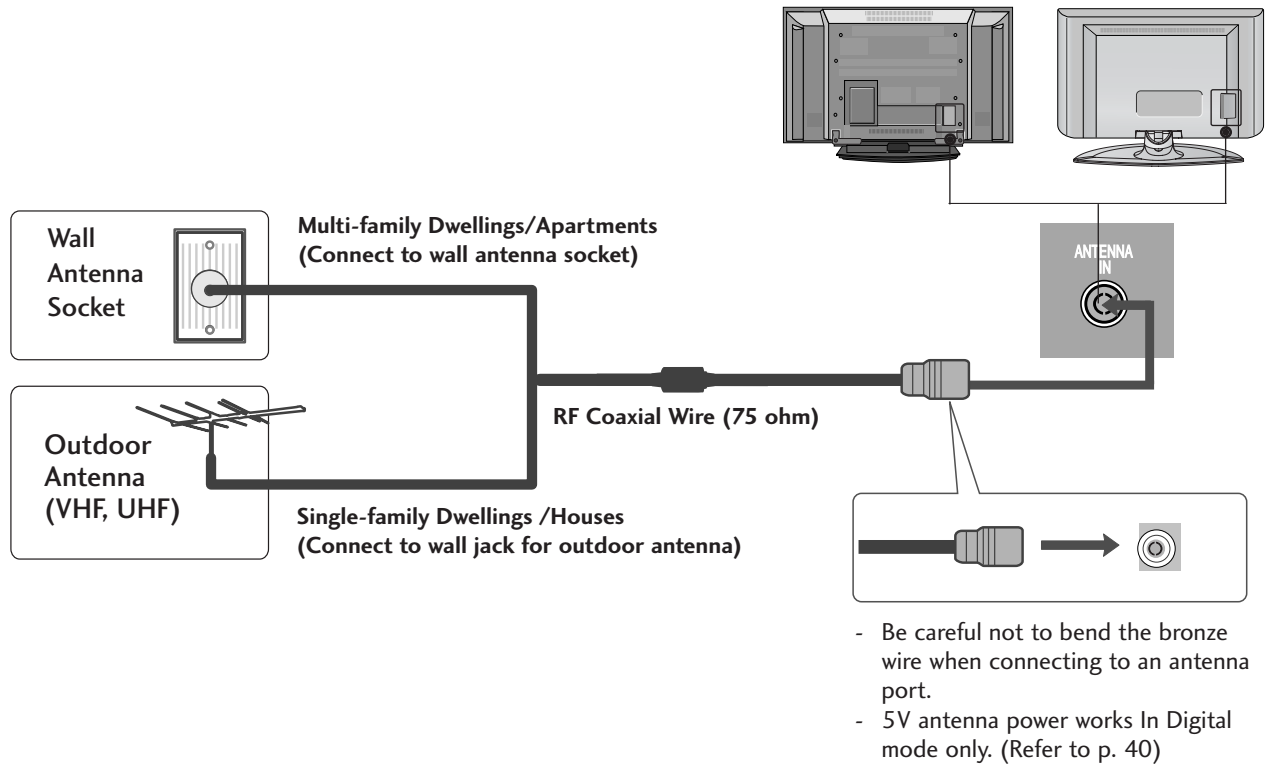 ANTENNA
IN
Wall
Antenna
Socket
Multi-family Dwellings/Apartments
(Connect to wall antenna socket)
RF Coaxial Wire (75 ohm)
Outdoor
Antenna
(VHF, UHF)
Single-family Dwellings /Houses
(Connect to wall jack for outdoor antenna)
- Be careful not to bend the bronze
wire when connecting to an antenna
port.
- 5V antenna power works In Digital
mode only. (Refer to p. 40)